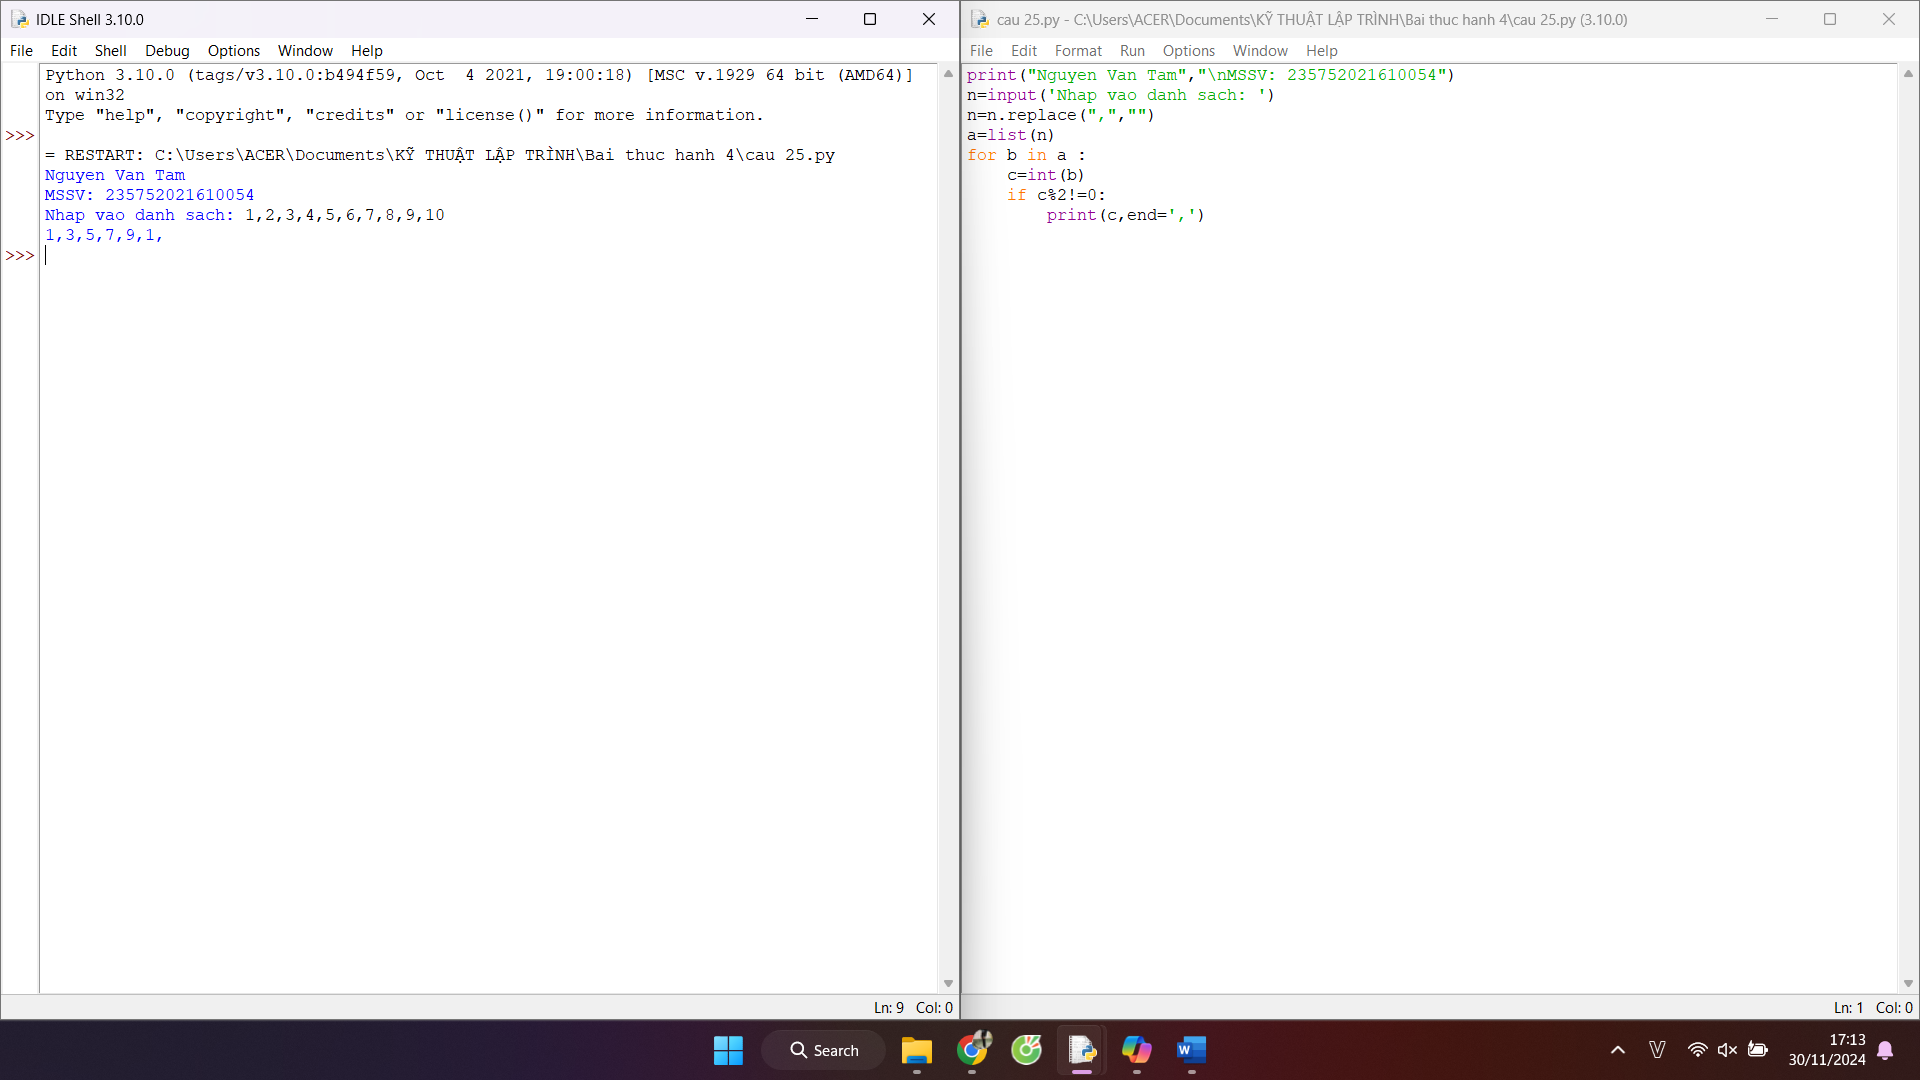 IDLE Shell 3.10.0
File Edit Shell Debug Options Window Help
Python 3.10.0 (tags/v3.10.0:b494f59, Oct  4 2021, 19:00:18) [MSC v.1929 64 bit (AMD64)]
on win32
Type "help", "copyright", "credits" or "license()" for more information.
>>>
= RESTART: C:\Users\ACER\Documents\KỸ THUẬT LẬP TRÌNH\Bai thuc hanh 4\cau 25.py
Nguyen Van Tam
MSSV: 235752021610054
Nhap vao danh sach: 1,2,3,4,5,6,7,8,9,10
1,3,5,7,9,1,
>>>
Ln: 9 Col: 0
cau 25.py - C:\Users\ACER\Documents\KỸ THUẬT LẬP TRÌNH\Bai thuc hanh 4\cau 25.py (3.10.0)
File Edit Format Run Options Window Help
print("Nguyen Van Tam","\nMSSV: 235752021610054")
n=input('Nhap vao danh sach: ')
n=n.replace(",","")
a=list(n)
for b in a :
    c=int(b)
    if c%2!=0:
        print(c,end=',')
Ln: 1 Col: 0
Search
17:13
30/11/2024